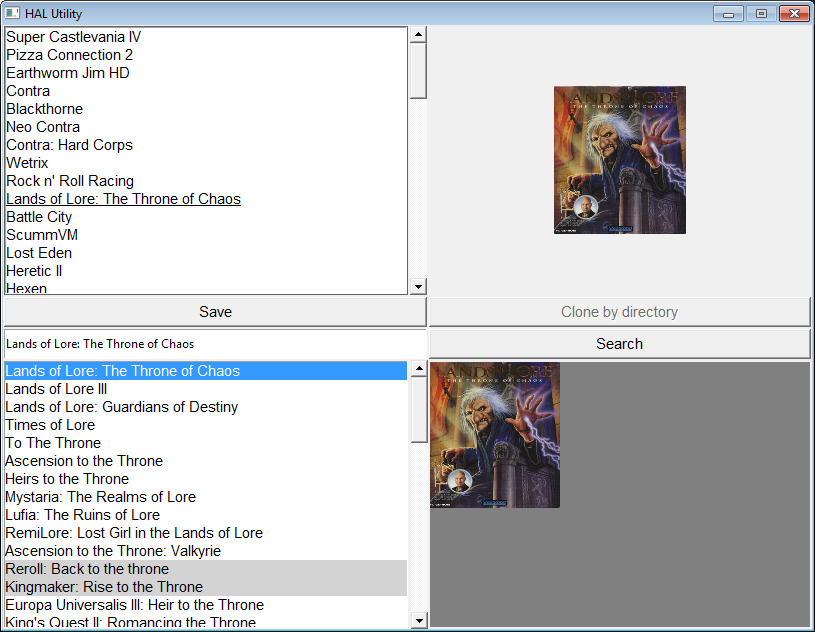 HAL Utility
Super Castlevania IV
Pizza Connection 2
Earthworm Jim HD
Contra
Blackthorne
Neo Contra
Contra: Hard Corps
Wetrix
Rock n' Roll Racing
Lands of Lore: The Throne of Chaos
Battle City
ScummVM
Lost Eden
Heretic II
Hexen
LANDS OF LORE
THE THRONE OF CHAOS
Save
Clone by directory
Lands of Lore: The Throne of Chaos
Search
Lands of Lore: The Throne of Chaos
Lands of Lore III
Lands of Lore: Guardians of Destiny
Times of Lore
To The Throne
Ascension to the Throne
Heirs to the Throne
Mystaria: The Realms of Lore
Lufia: The Ruins of Lore
RemiLore: Lost Girl in the Lands of Lore
Ascension to the Throne: Valkyrie
Reroll: Back to the throne
Kingmaker: Rise to the Throne
Europa Universalis III: Heir to the Throne
King's Quest II: Romancing the Throne
LANDS OF LORE
THE THRONE OF CHAOS